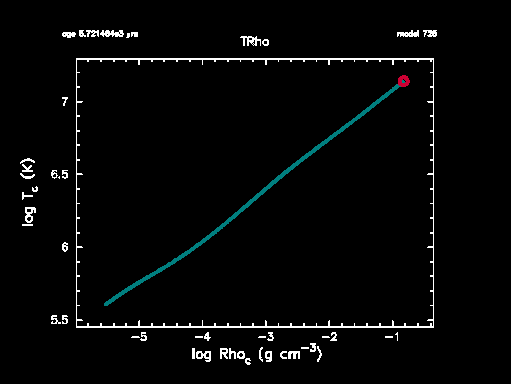 age 5.721464e3 yrs
model 725
TRho
log T_c (K)
7
6.5
6
5.5
-5
-4
-3
-2
-1
log Rho_c (g cm^-3)